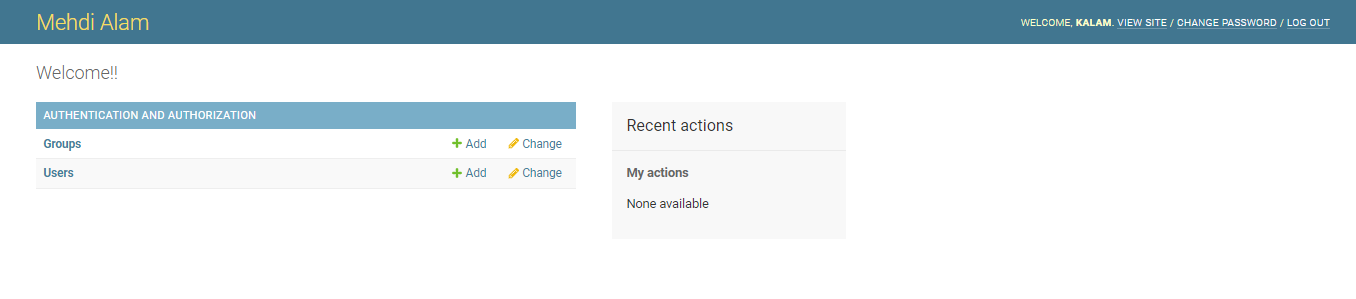 Mehdi Alam
WELCOME, KALAM. VIEW SITE / CHANGE PASSWORD / LOG OUT
Welcome!!
AUTHENTICATION AND AUTHORIZATION
Groups Add Change
Users Add Change
Recent actions
My actions
None available